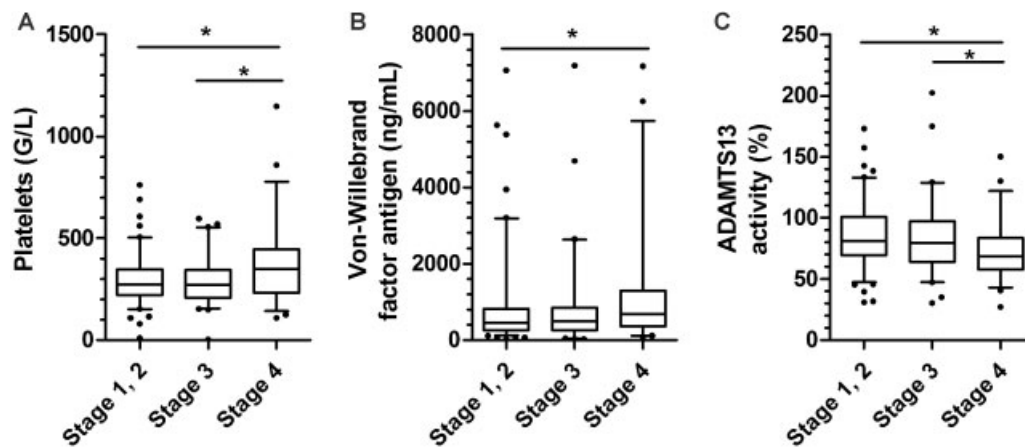 A
Platelets (G/L)
1500
1000
500
0
*
*
Stage 1, 2
Stage 3
Stage 4
B
Von-Willebrand
factor antigen (ng/mL)
8000
6000
4000
2000
0
*
Stage 1, 2
Stage 3
Stage 4
C
ADAMTS13
activity (%)
250
200
150
100
50
0
*
*
Stage 1, 2
Stage 3
Stage 4